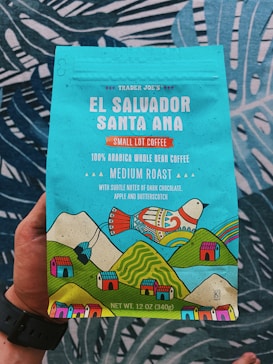 TRADER JOE'S
EL SALVADOR
SANTA ANA
SMALL LOT COFFEE
100% ARABICA WHOLE BEAN COFFEE
MEDIUM ROAST
WITH SUBTLE NOTES OF DARK CHOCOLATE,
APPLE AND BUTTERSCOTCH
NET WT. 12 OZ (340g)